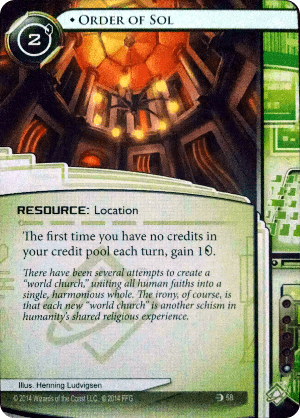 • Order of Sol
2
Resource: Location
The first time you have no credits in
your credit pool each turn, gain 1
There have been several attempts to create a
"world church," uniting all human faiths into a
single, harmonious whole. The irony, of course, is
that each new "world church" is another schism in
humanity's shared religious experience.
Illus. Henning Ludvigsen
© 2014 Wizards of the Coast LLC. © 2014 FFG
58